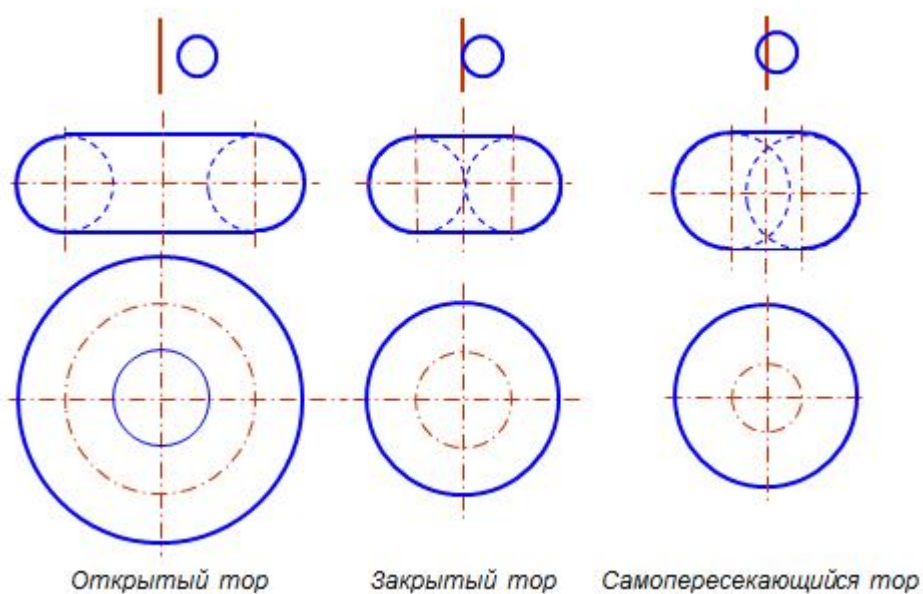 Открытый тор
Закрытый тор
Самопересекающийся тор